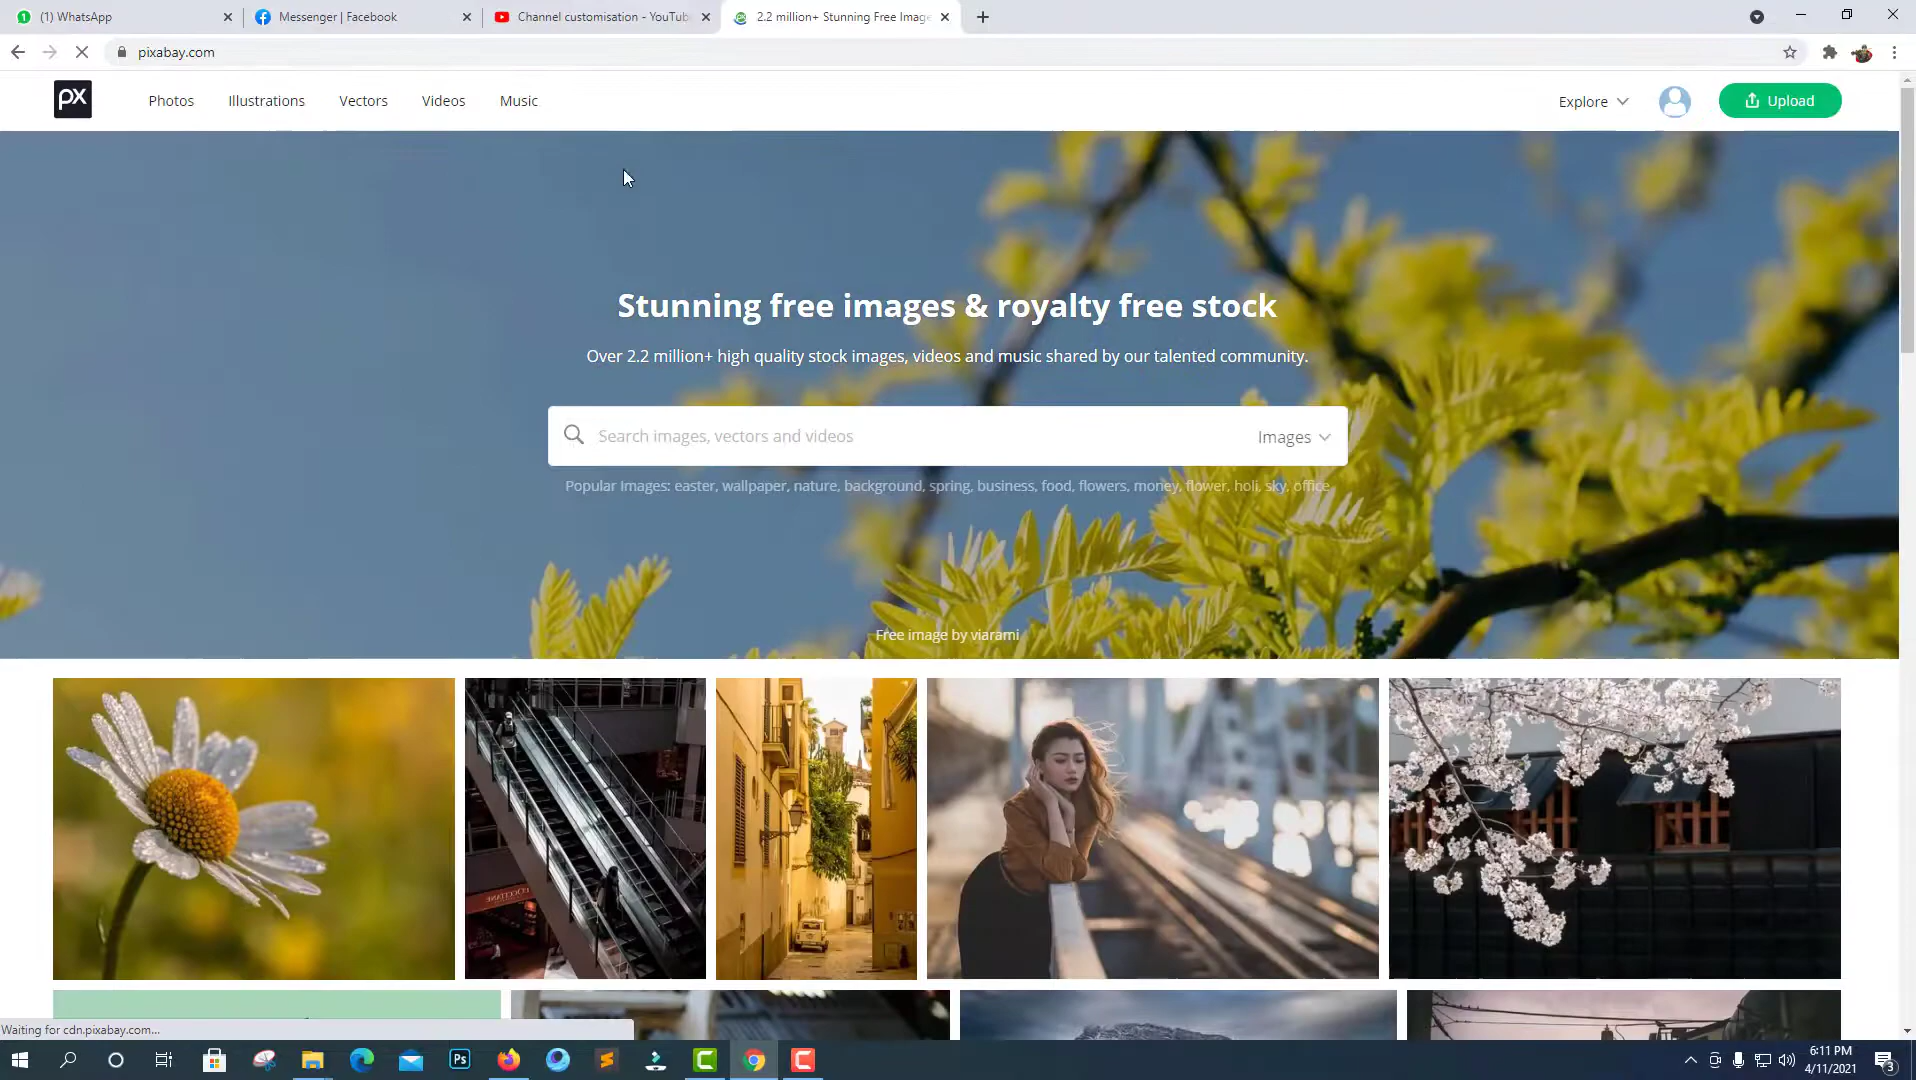 (1) WhatsApp
Messenger | Facebook
Channel customisation - YouTub
2.2 million+ Stunning Free Image
pixabay.com
px
Photos
Illustrations
Vectors
Videos
Music
Explore
Upload
Stunning free images & royalty free stock
Over 2.2 million+ high quality stock images, videos and music shared by our talented community.
Search images, vectors and videos
Images
Popular Images: easter, wallpaper, nature, background, spring, business, food, flowers, money, flower, holi, sky, office
Free image by viarami
L'OCCITANE
Waiting for cdn.pixabay.com...
Ps
6:11 PM
4/11/2021
3